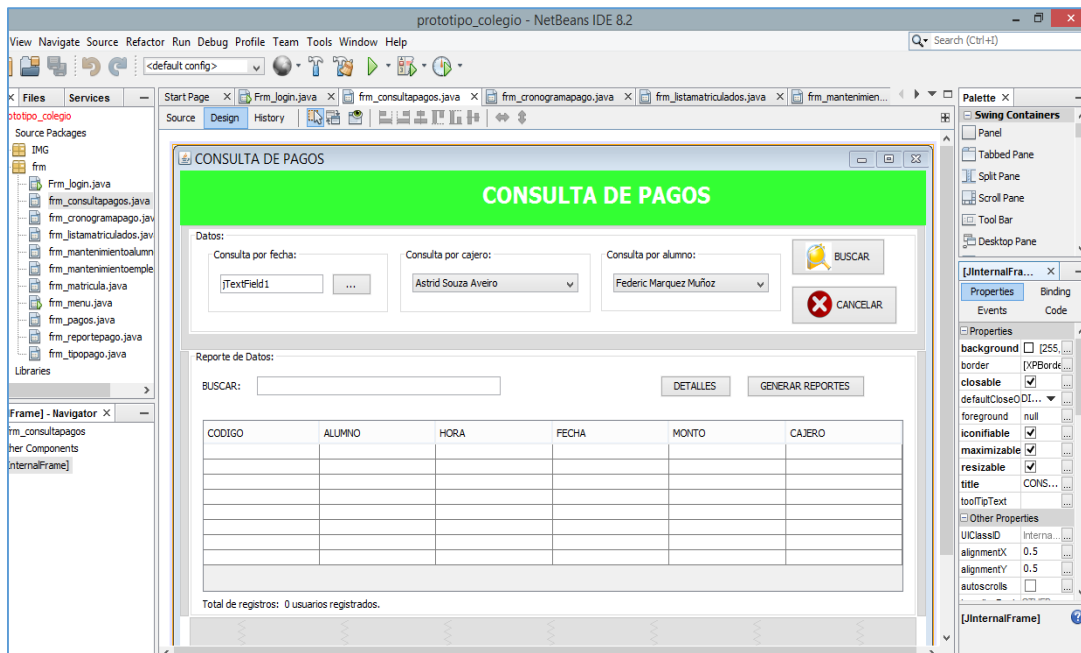 prototipo_colegio - NetBeans IDE 8.2
View Navigate Source Refactor Run Debug Profile Team Tools Window Help
Search (Ctrl+I)
<default config>
Files Services
Start Page Frm_login.java frm_consultapagos.java frm_cronogramapago.java frm_listamatriculados.java frm_mantenimien...
Source Design History
ototipo_colegio
Source Packages
IMG
frm
Frm_login.java
frm_consultapagos.java
frm_cronogramapago.jav
frm_listamatriculados.jav
frm_mantenimientoalumn
frm_mantenimientoemple
frm_matricula.java
frm_menu.java
frm_pagos.java
frm_reportepago.java
frm_tipopago.java
Libraries
Frame] - Navigator
frm_consultapagos
her Components
InternalFrame]
CONSULTA DE PAGOS
CONSULTA DE PAGOS
Datos:
Consulta por fecha:
jTextField1
...
Consulta por cajero:
Astrid Souza Aveiro
Consulta por alumno:
Federic Marquez Muñoz
BUSCAR
CANCELAR
Reporte de Datos:
BUSCAR:
DETALLES
GENERAR REPORTES
CODIGO ALUMNO HORA FECHA MONTO CAJERO
Total de registros: 0 usuarios registrados.
Palette
Swing Containers
Panel
Tabbed Pane
Split Pane
Scroll Pane
Tool Bar
Desktop Pane
[JInternalFra...
Properties Binding
Events Code
Properties
background [255, ...
border [XPBorde ...
closable ...
defaultCloseO DI... ...
foreground null ...
iconifiable ...
maximizable ...
resizable ...
title CONS... ...
toolTipText ...
Other Properties
UIClassID Interna... ...
alignmentX 0.5 ...
alignmentY 0.5 ...
autoscrolls ...
[JInternalFrame]